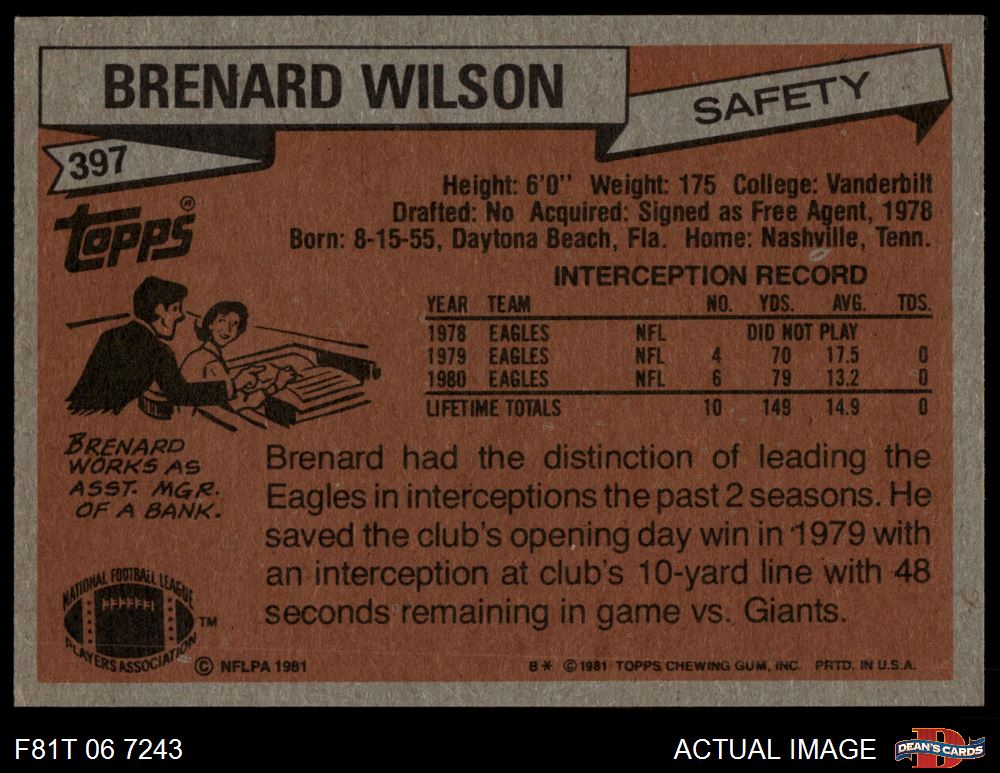 BRENARD WILSON
SAFETY
397
TOPPS®
Height: 6'0" Weight: 175 College: Vanderbilt
Drafted: No Acquired: Signed as Free Agent, 1978
Born: 8-15-55, Daytona Beach, Fla. Home: Nashville, Tenn.
INTERCEPTION RECORD
YEAR TEAM NO. YDS. AVG. TDS.
1978 EAGLES NFL DID NOT PLAY
1979 EAGLES NFL 4 70 17.5 0
1980 EAGLES NFL 6 79 13.2 0
LIFETIME TOTALS 10 149 14.9 0
BRENARD
WORKS AS
ASST. MGR.
OF A BANK.
Brenard had the distinction of leading the
Eagles in interceptions the past 2 seasons. He
saved the club's opening day win in 1979 with
an interception at club's 10-yard line with 48
seconds remaining in game vs. Giants.
NATIONAL FOOTBALL LEAGUE
PLAYERS ASSOCIATION
TM
© NFLPA 1981
8* © 1981 TOPPS CHEWING GUM, INC. PRTD. IN U.S.A.
F81T 06 7243
ACTUAL IMAGE
D
DEAN'S CARDS